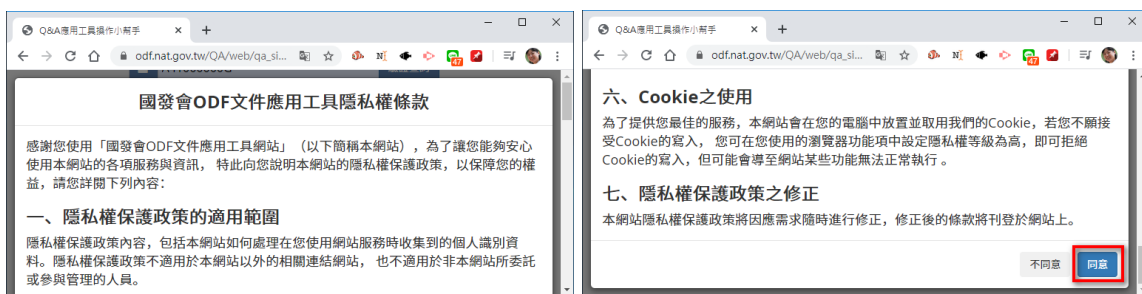 Q&A應用工具操作小幫手
odf.nat.gov.tw/QA/web/qa_si...
47
國發會ODF文件應用工具隱私權條款
感謝您使用「國發會ODF文件應用工具網站」（以下簡稱本網站），為了讓您能夠安心
使用本網站的各項服務與資訊， 特此向您說明本網站的隱私權保護政策，以保障您的權
益，請您詳閱下列內容：
一、隱私權保護政策的適用範圍
隱私權保護政策內容，包括本網站如何處理在您使用網站服務時收集到的個人識別資
料。隱私權保護政策不適用於本網站以外的相關連結網站， 也不適用於非本網站所委託
或參與管理的人員。
Q&A應用工具操作小幫手
odf.nat.gov.tw/QA/web/qa_si...
47
六、Cookie之使用
為了提供您最佳的服務，本網站會在您的電腦中放置並取用我們的Cookie，若您不願接
受Cookie的寫入， 您可在您使用的瀏覽器功能項中設定隱私權等級為高，即可拒絕
Cookie的寫入，但可能會導至網站某些功能無法正常執行 。
七、隱私權保護政策之修正
本網站隱私權保護政策將因應需求隨時進行修正，修正後的條款將刊登於網站上。
不同意 同意